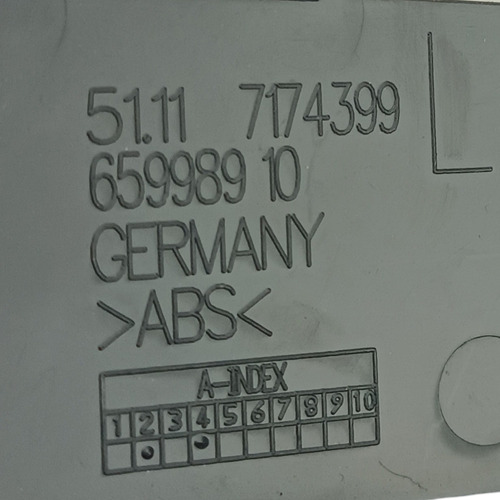 51.11 7174399
659989 10
GERMANY
>ABS<
A-INDEX
1 2 3 4 5 6 7 8 9 10